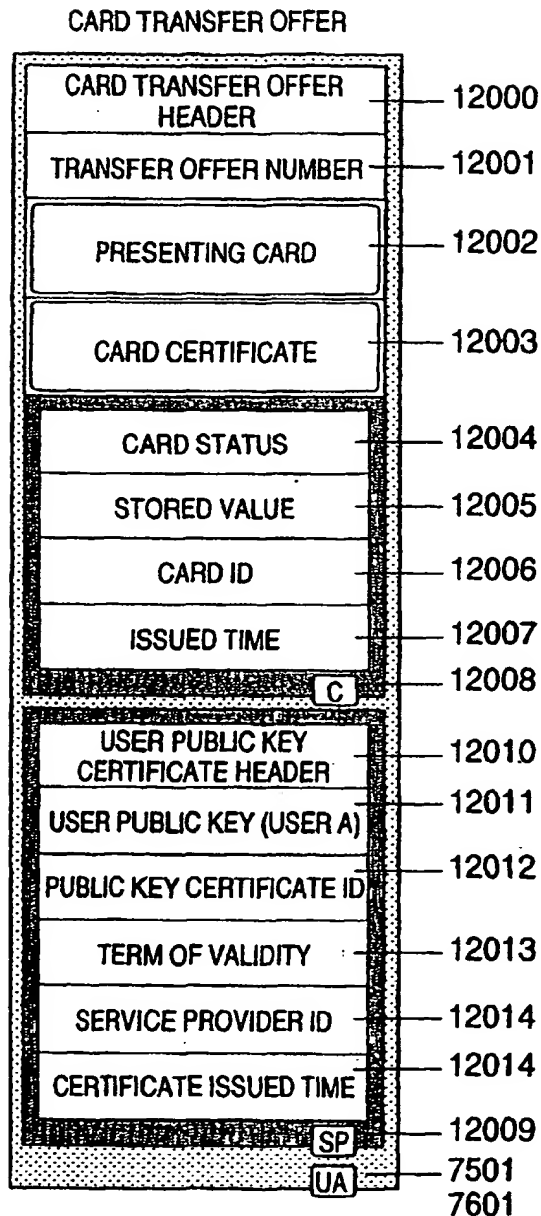 CARD TRANSFER OFFER
CARD TRANSFER OFFER
HEADER
12000
TRANSFER OFFER NUMBER
12001
PRESENTING CARD
12002
CARD CERTIFICATE
12003
CARD STATUS
12004
STORED VALUE
12005
CARD ID
12006
ISSUED TIME
12007
C
12008
USER PUBLIC KEY
CERTIFICATE HEADER
12010
USER PUBLIC KEY (USER A)
12011
PUBLIC KEY CERTIFICATE ID
12012
TERM OF VALIDITY
12013
SERVICE PROVIDER ID
12014
CERTIFICATE ISSUED TIME
12014
SP
12009
UA
7501
7601